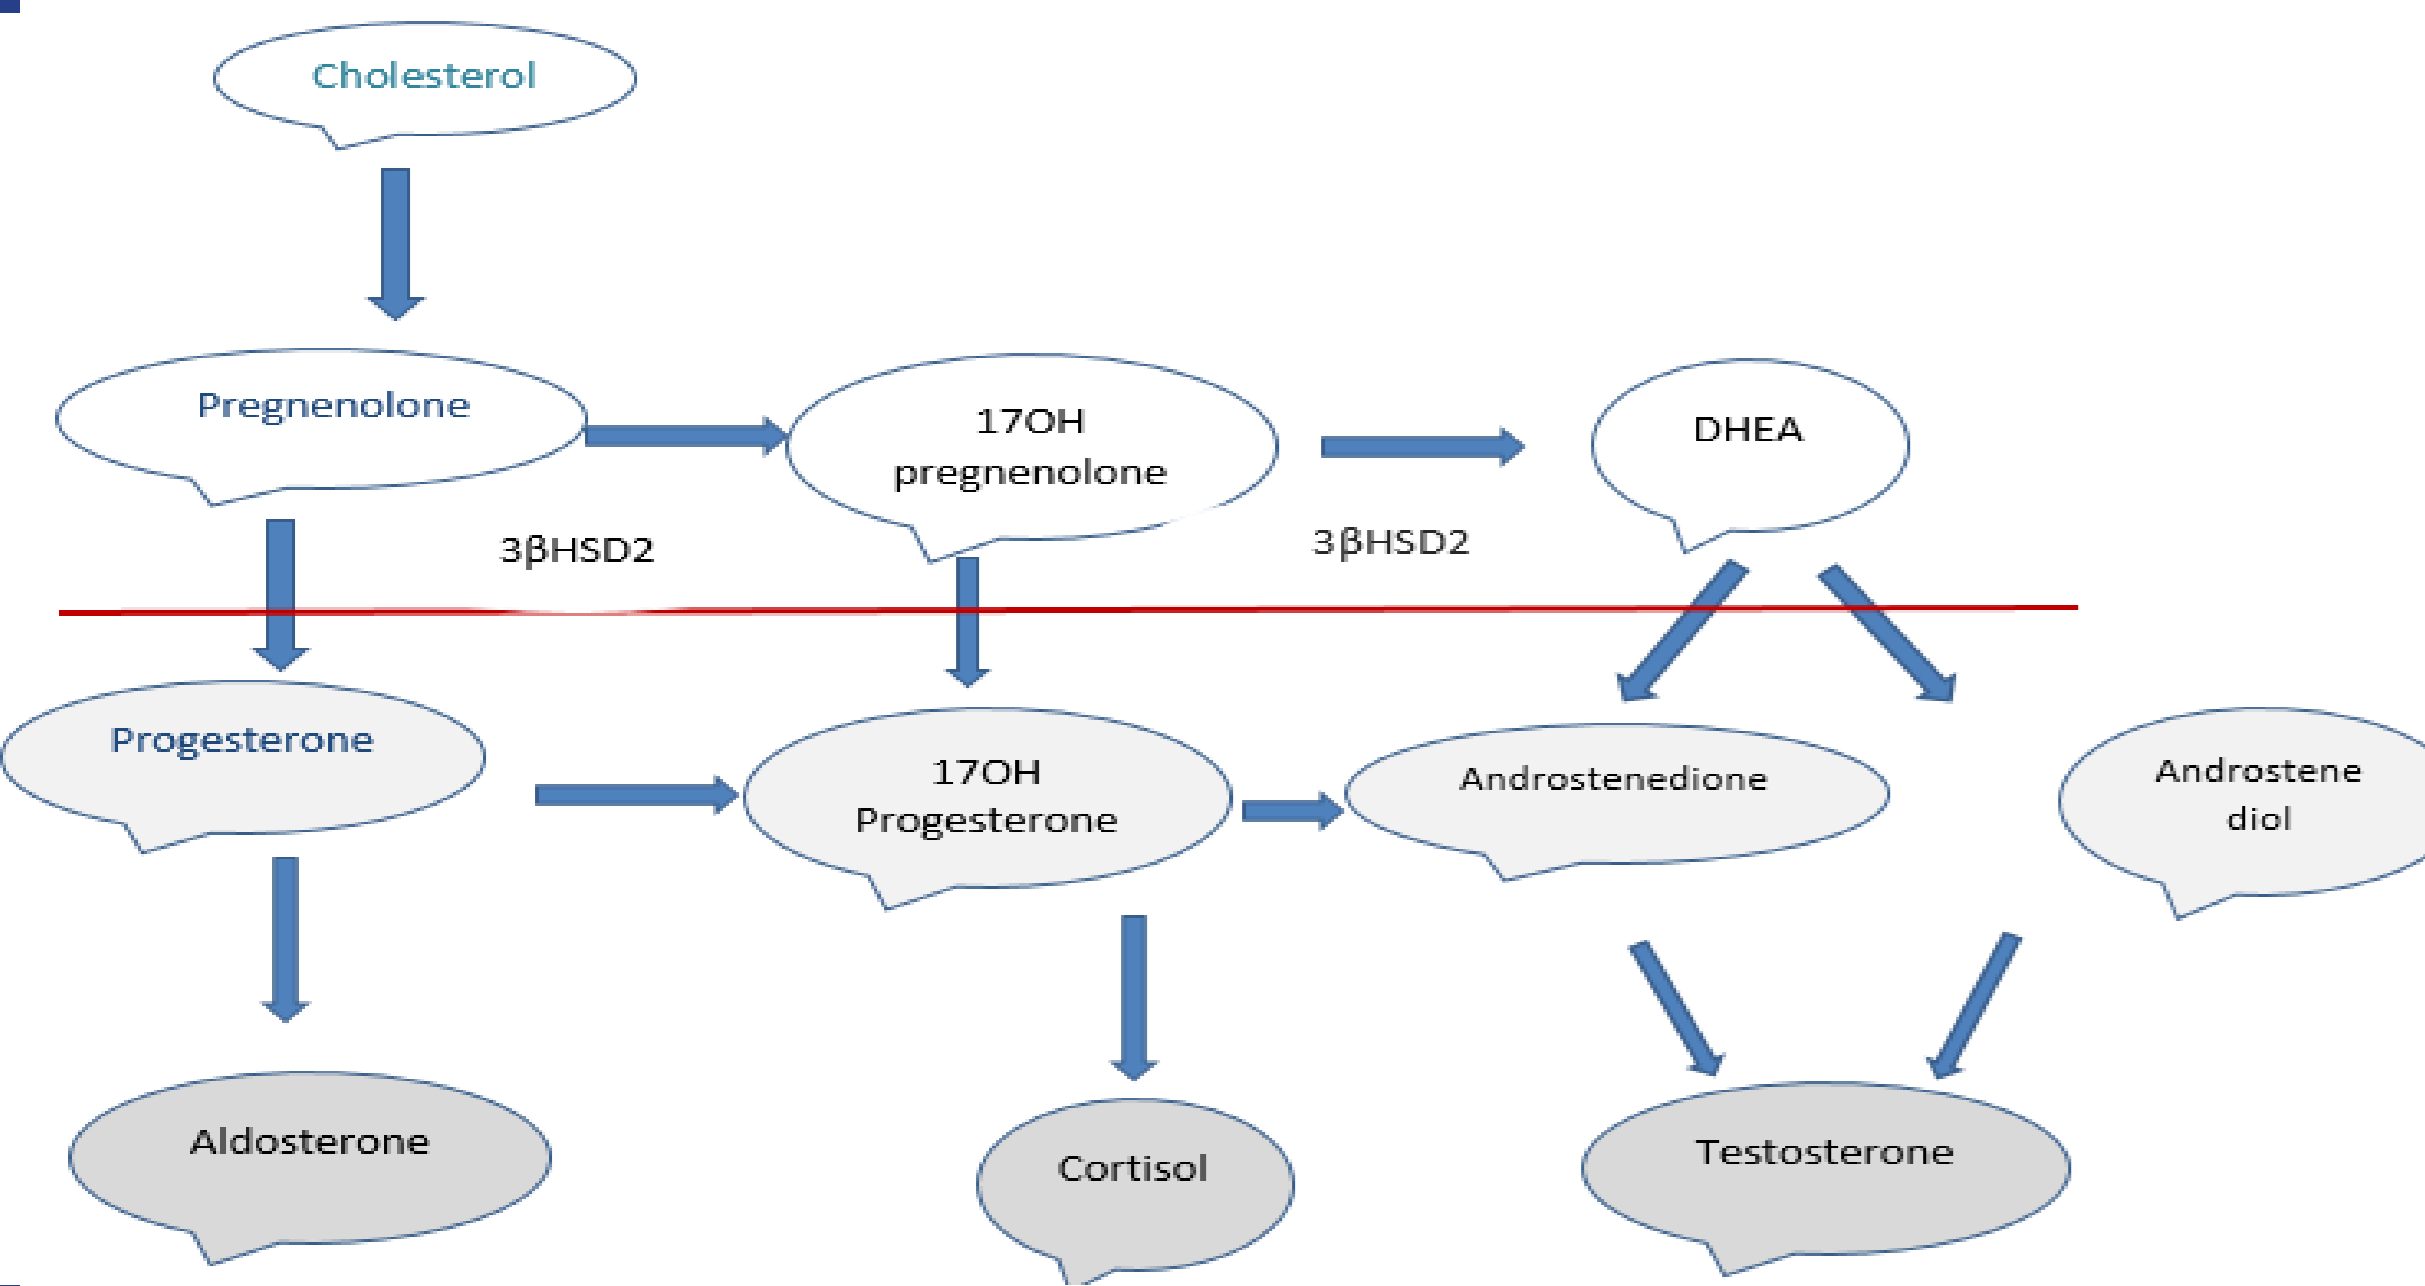 Cholesterol
Pregnenolone
17OH
pregnenolone
DHEA
3βHSD2
3βHSD2
Progesterone
17OH
Progesterone
Androstenedione
Androstene
diol
Aldosterone
Cortisol
Testosterone